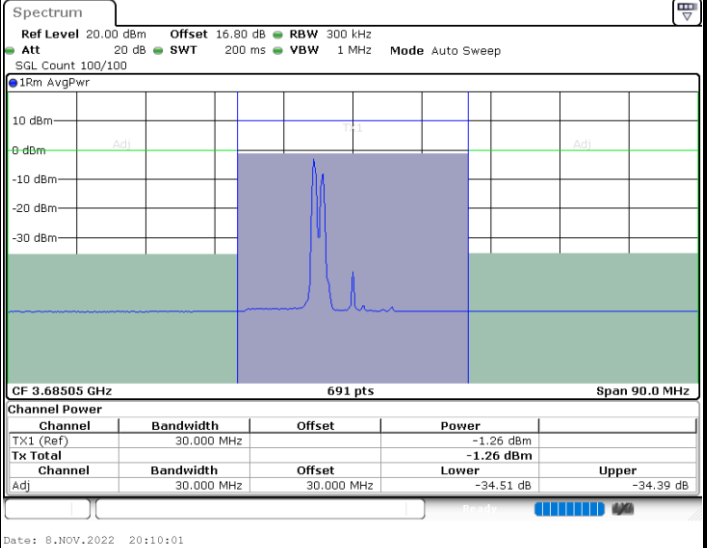 Spectrum
Ref Level 20.00 dBm Offset 16.80 dB RBW 300 kHz
Att 20 dB SWT 200 ms VBW 1 MHz Mode Auto Sweep
SGL Count 100/100
1Rm AvgPwr
10 dBm
TX1
Adj Adj
0 dBm
-10 dBm
-20 dBm
-30 dBm
CF 3.68505 GHz 691 pts Span 90.0 MHz
Channel Power
Channel Bandwidth Offset Power
TX1 (Ref) 30.000 MHz -1.26 dBm
Tx Total -1.26 dBm
Channel Bandwidth Offset Lower Upper
Adj 30.000 MHz 30.000 MHz -34.51 dB -34.39 dB
Ready
Date: 8.NOV.2022 20:10:01